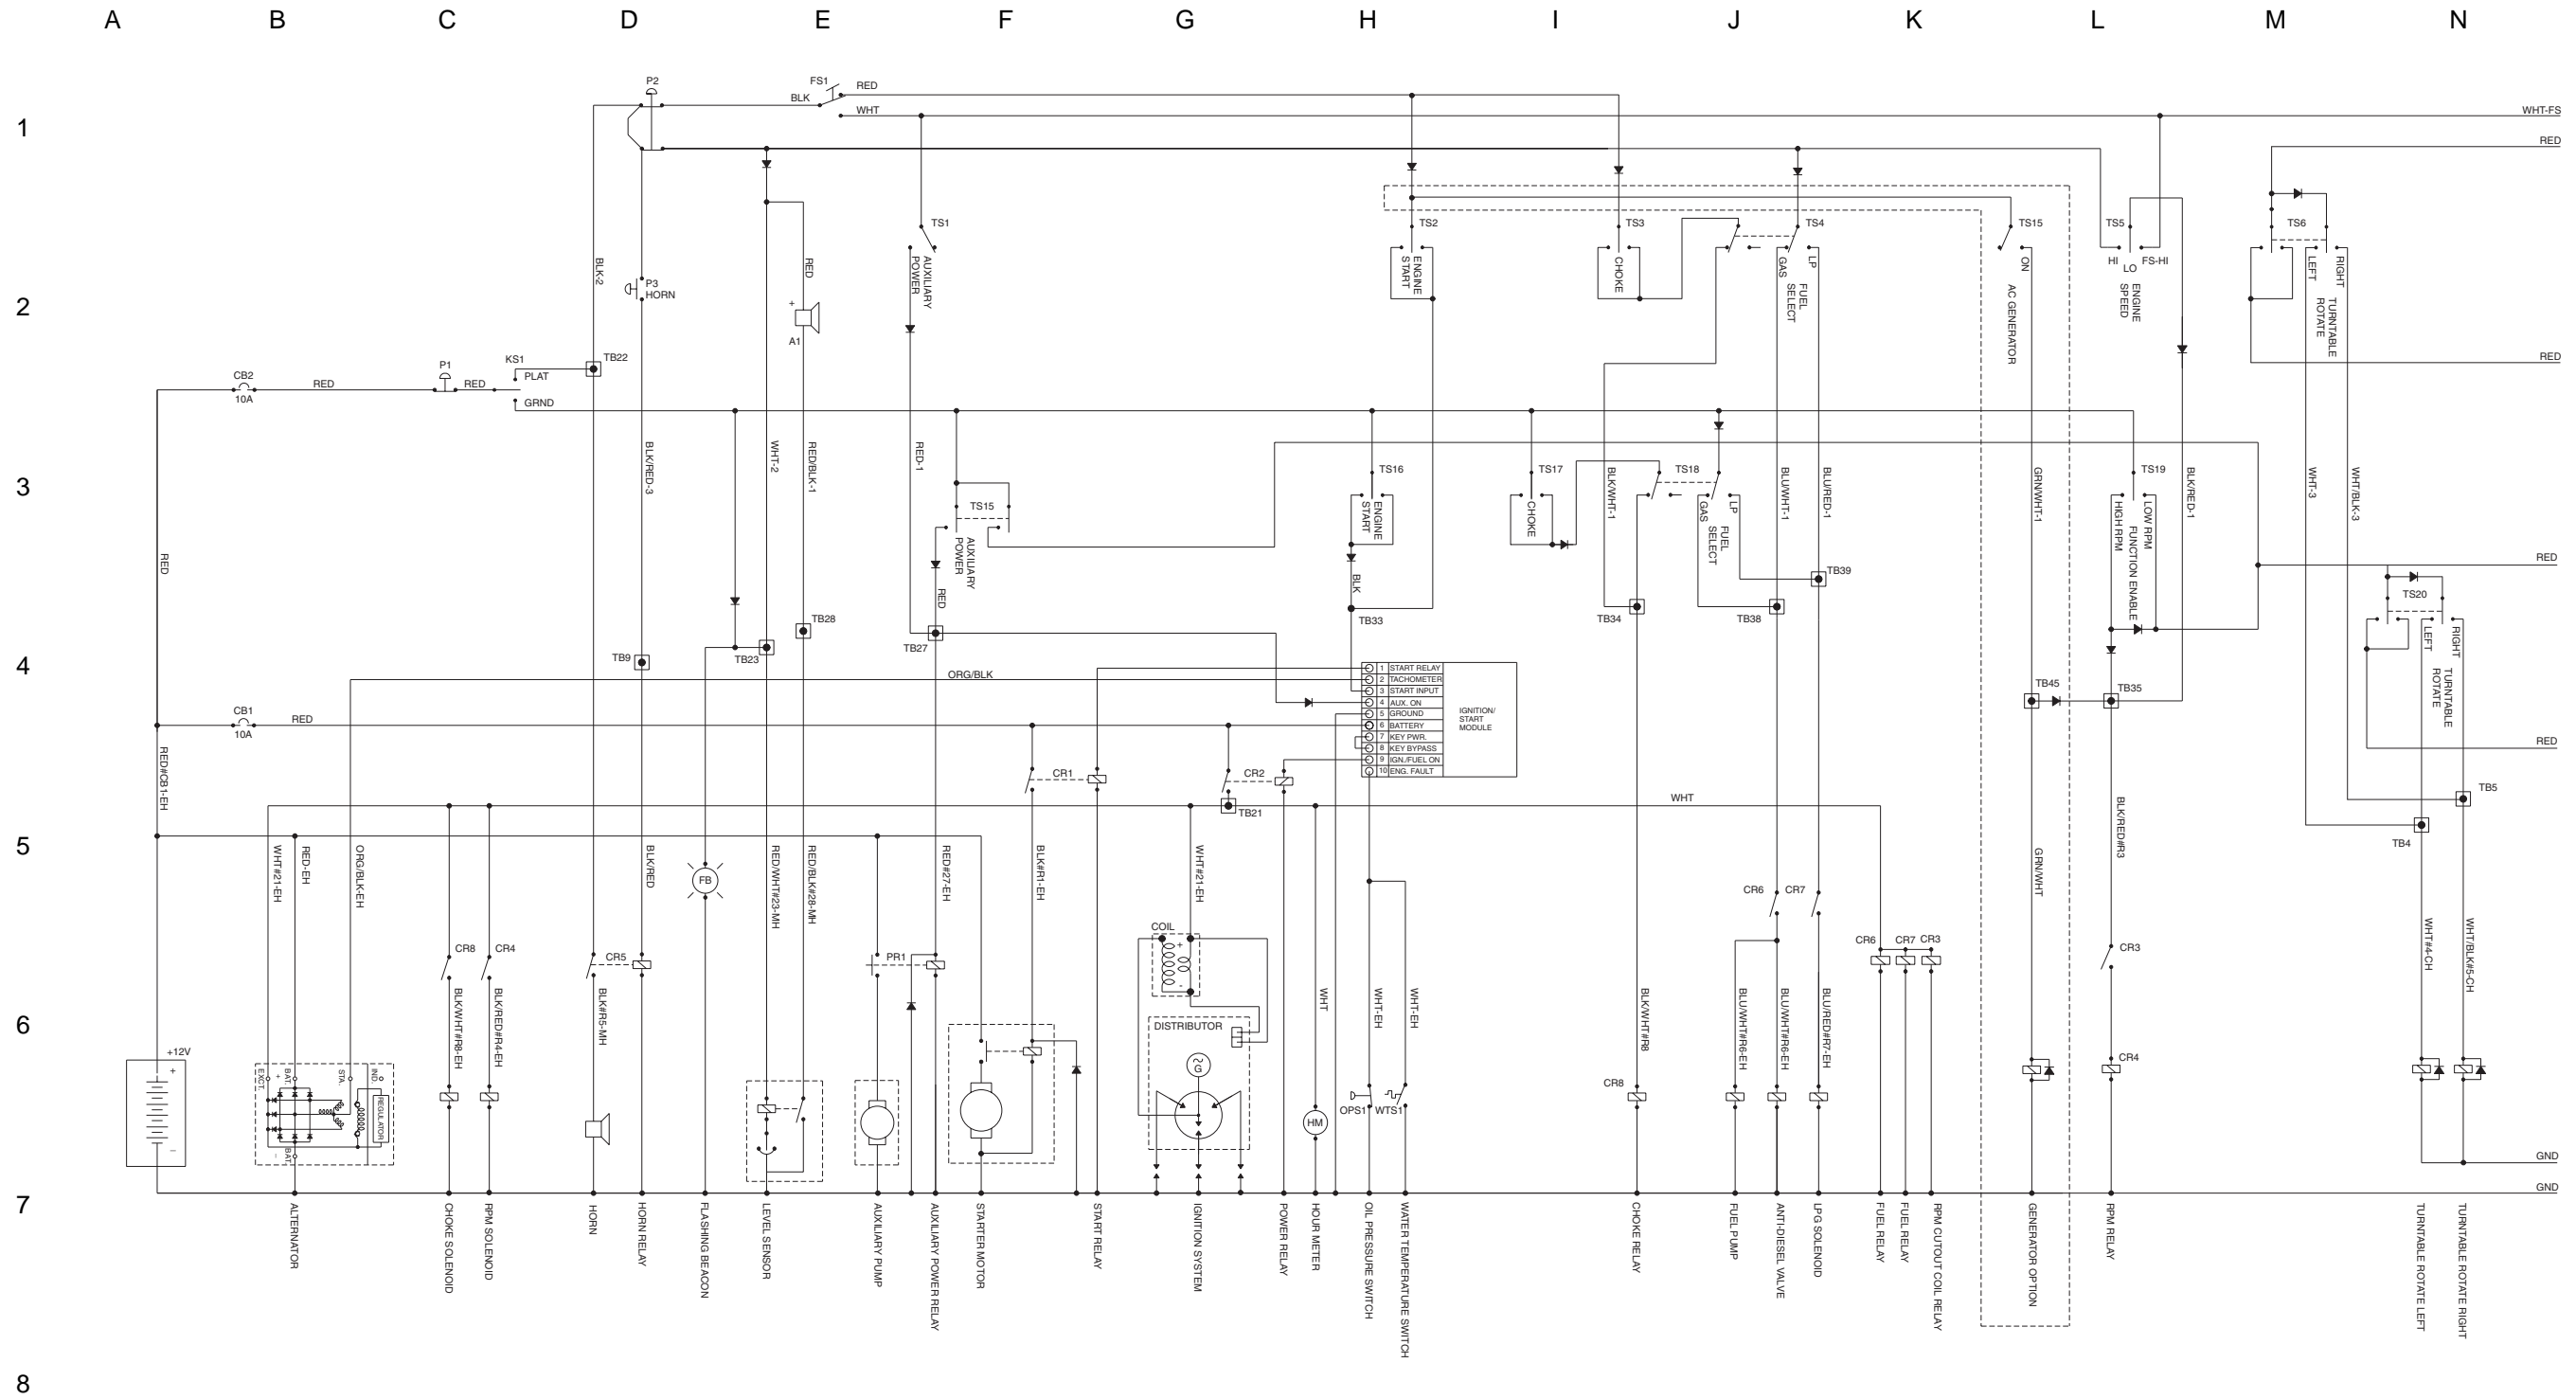 A B C D E F G H I J K L M N
1
2
3
4
5
6
7
8
P2
FS1
BLK
RED
WHT
WHT-FS
RED
TS1
AUXILIARY
POWER
TS2
ENGINE
START
TS3
CHOKE
TS4
GAS
LP
FUEL
SELECT
TS15
ON
AC GENERATOR
TS5
HI
LO
FS-HI
ENGINE
SPEED
TS6
LEFT
RIGHT
TURNTABLE
ROTATE
BLK-2
P3
HORN
RED
+
A1
RED
CB2
10A
RED
P1
RED
KS1
PLAT
GRND
TB22
RED
BLK/RED-3
WHT-2
RED/BLK-1
RED-1
TS15
AUXILIARY
POWER
RED
TS16
ENGINE
START
BLK
TS17
CHOKE
BLK/WHT-1
TS18
GAS
LP
FUEL
SELECT
BLU/WHT-1
BLU/RED-1
GRN/WHT-1
TS19
HIGH RPM
LOW RPM
FUNCTION ENABLE
BLK/RED-1
WHT-3
WHT/BLK-3
RED
TS20
LEFT
RIGHT
TURNTABLE
ROTATE
TB9
TB23
TB28
TB27
TB33
TB34
TB38
TB39
TB45
TB35
RED
ORG/BLK
1 START RELAY
2 TACHOMETER
3 START INPUT
4 AUX. ON
5 GROUND
6 BATTERY
7 KEY PWR.
8 KEY BYPASS
9 IGN./FUEL ON
10 ENG. FAULT
IGNITION/
START
MODULE
CB1
10A
RED
RED#CB1-EH
CR1
CR2
TB21
WHT
TB5
TB4
WHT#21-EH
RED-EH
ORG/BLK-EH
BLK/RED
FB
RED/WHT#23-MH
RED/BLK#28-MH
RED#27-EH
BLK#R1-EH
WHT#21-EH
BLK/RED#R3
GRN/WHT
CR8
CR4
CR5
PR1
COIL
+
-
CR6
CR7
CR6
CR7
CR3
CR3
WHT#4-CH
WHT/BLK#5-CH
BLK/WHT#R8-EH
BLK/RED#R4-EH
BLK#R5-MH
DISTRIBUTOR
G
WHT
WHT-EH
WHT-EH
BLK/WHT#R8
BLU/WHT#R6-EH
BLU/WHT#R6-EH
BLU/RED#R7-EH
+12V
+
–
EXCT.
+
BAT.
STA.
IND.
REGULATOR
-
BAT.
HM
OPS1
WTS1
CR8
CR4
GND
GND
ALTERNATOR
CHOKE SOLENOID
RPM SOLENOID
HORN
HORN RELAY
FLASHING BEACON
LEVEL SENSOR
AUXILIARY PUMP
AUXILIARY POWER RELAY
STARTER MOTOR
START RELAY
IGNITION SYSTEM
POWER RELAY
HOUR METER
OIL PRESSURE SWITCH
WATER TEMPERATURE SWITCH
CHOKE RELAY
FUEL PUMP
ANTI-DIESEL VALVE
LPG SOLENOID
FUEL RELAY
FUEL RELAY
RPM CUTOUT COIL RELAY
GENERATOR OPTION
RPM RELAY
TURNTABLE ROTATE LEFT
TURNTABLE ROTATE RIGHT